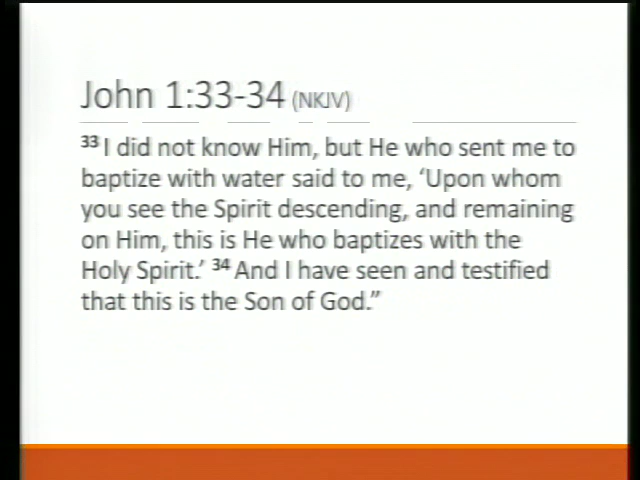 John 1:33-34 (NKJV)
³³ I did not know Him, but He who sent me to
baptize with water said to me, ‘Upon whom
you see the Spirit descending, and remaining
on Him, this is He who baptizes with the
Holy Spirit.’ ³⁴ And I have seen and testified
that this is the Son of God.”